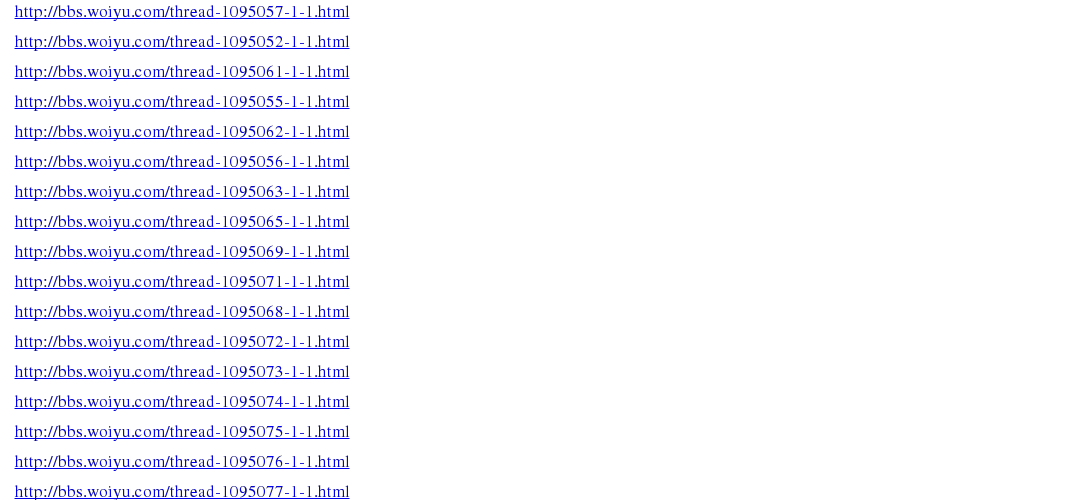 http://bbs.woiyu.com/thread-1095057-1-1.html
http://bbs.woiyu.com/thread-1095052-1-1.html
http://bbs.woiyu.com/thread-1095061-1-1.html
http://bbs.woiyu.com/thread-1095055-1-1.html
http://bbs.woiyu.com/thread-1095062-1-1.html
http://bbs.woiyu.com/thread-1095056-1-1.html
http://bbs.woiyu.com/thread-1095063-1-1.html
http://bbs.woiyu.com/thread-1095065-1-1.html
http://bbs.woiyu.com/thread-1095069-1-1.html
http://bbs.woiyu.com/thread-1095071-1-1.html
http://bbs.woiyu.com/thread-1095068-1-1.html
http://bbs.woiyu.com/thread-1095072-1-1.html
http://bbs.woiyu.com/thread-1095073-1-1.html
http://bbs.woiyu.com/thread-1095074-1-1.html
http://bbs.woiyu.com/thread-1095075-1-1.html
http://bbs.woiyu.com/thread-1095076-1-1.html
http://bbs.woiyu.com/thread-1095077-1-1.html